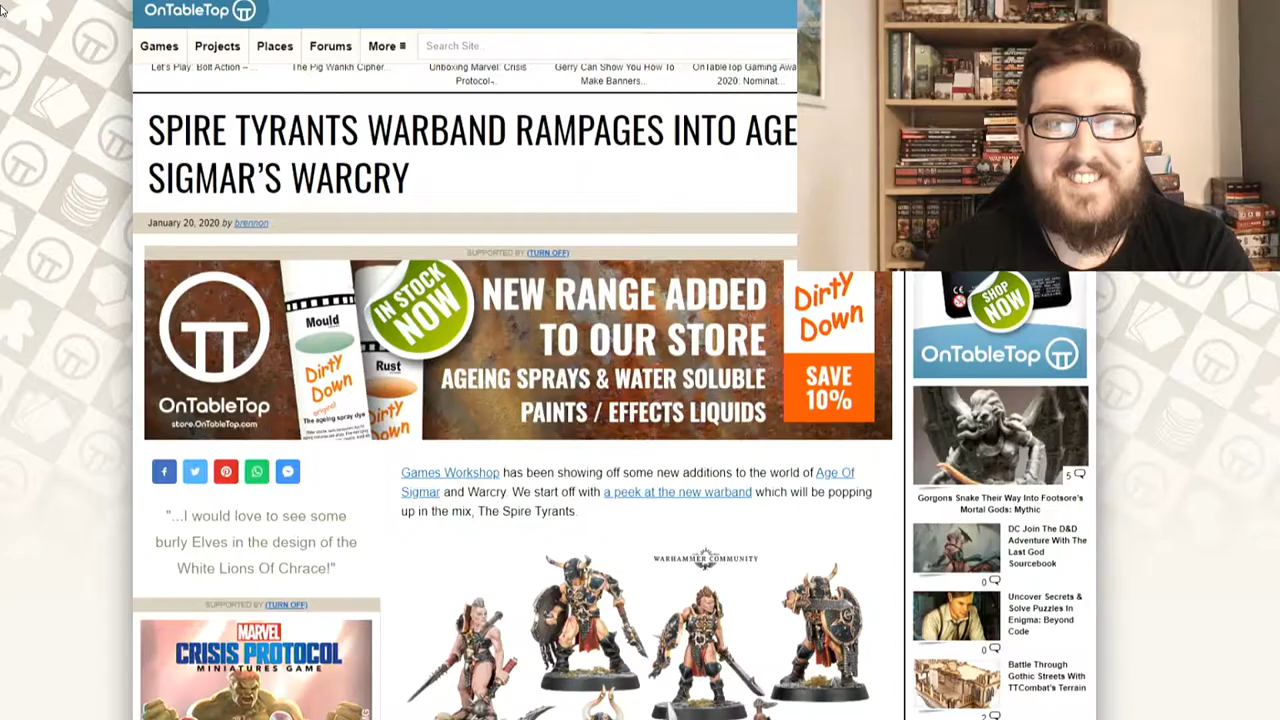 OnTableTop
Games Projects Places Forums More Search Site..
Let's Play: Bolt Action – ...
The Pig Wankh Cipher...
Unboxing Marvel: Crisis
Protocol-.
Gerry Can Show You How To
Make Banners...
OnTableTop Gaming Awa
2020: Nominat...
SPIRE TYRANTS WARBAND RAMPAGES INTO AGE
SIGMAR'S WARCRY
January 20, 2020 by brennon
SUPPORTED BY (TURN OFF)
OnTableTop
store.OnTableTop.com
Mould
Dirty
Down
original
The ageing spray dye
Rust
Dirty
Down
IN STOCK
NOW
NEW RANGE ADDED
TO OUR STORE
AGEING SPRAYS & WATER SOLUBLE
PAINTS / EFFECTS LIQUIDS
Dirty
Down
SAVE
10%
SHOP
NOW
OnTableTop
Games Workshop has been showing off some new additions to the world of Age Of
Sigmar and Warcry. We start off with a peek at the new warband which will be popping
up in the mix, The Spire Tyrants.
"...I would love to see some
burly Elves in the design of the
White Lions Of Chrace!"
SUPPORTED BY (TURN OFF)
MARVEL
CRISIS PROTOCOL
MINIATURES GAME
WARHAMMER COMMUNITY
5
Gorgons Snake Their Way Into Footsore's
Mortal Gods: Mythic
DC Join The D&D
Adventure With The
Last God
Sourcebook
0
Uncover Secrets &
Solve Puzzles In
Enigma: Beyond
Code
0
Battle Through
Gothic Streets With
TTCombat's Terrain
2